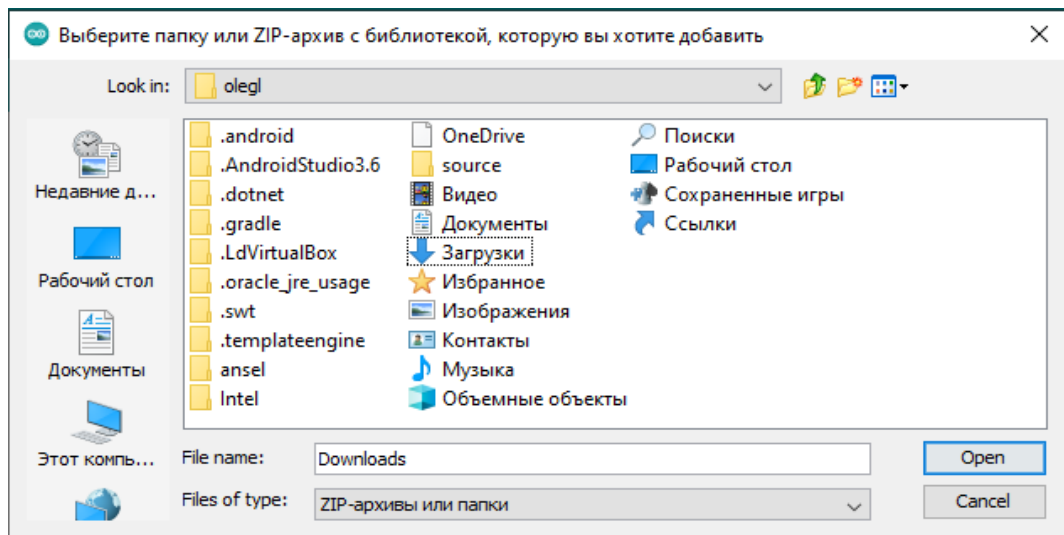 Выберите папку или ZIP-архив с библиотекой, которую вы хотите добавить
Look in:
olegl
Недавние д...
Рабочий стол
Документы
Этот компь...
.android
.AndroidStudio3.6
.dotnet
.gradle
.LdVirtualBox
.oracle_jre_usage
.swt
.templateengine
ansel
Intel
OneDrive
source
Видео
Документы
Загрузки
Избранное
Изображения
Контакты
Музыка
Объемные объекты
Поиски
Рабочий стол
Сохраненные игры
Ссылки
File name:
Downloads
Open
Files of type:
ZIP-архивы или папки
Cancel